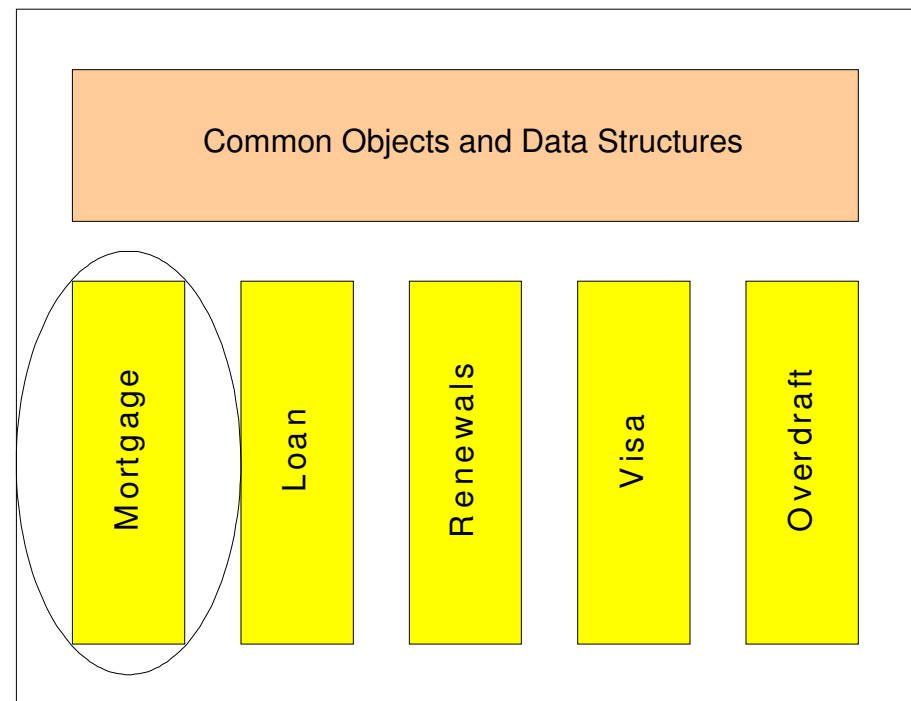 Common Objects and Data Structures
Mortgage
Loan
Renewals
Visa
Overdraft